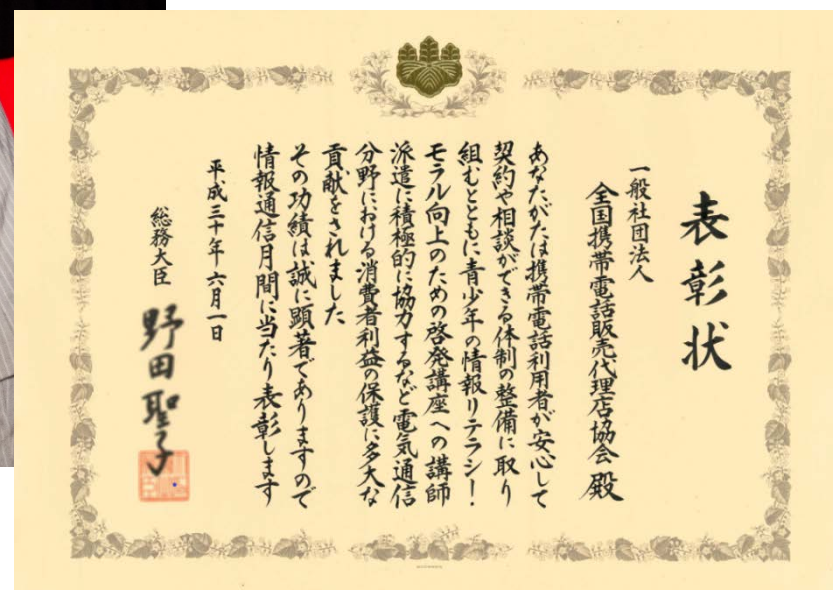 表彰状
一般社団法人
全国携帯電話販売代理店協会 殿
あなたがたは携帯電話利用者が安心して
契約や相談ができる体制の整備に取り
組むとともに青少年の情報リテラシー・
モラル向上のための啓発講座への講師
派遣に積極的に協力するなど電気通信
分野における消費者利益の保護に多大な
貢献をされました
その功績は誠に顕著でありますので
情報通信月間に当たり表彰します
平成三十年六月一日
総務大臣 野田聖子